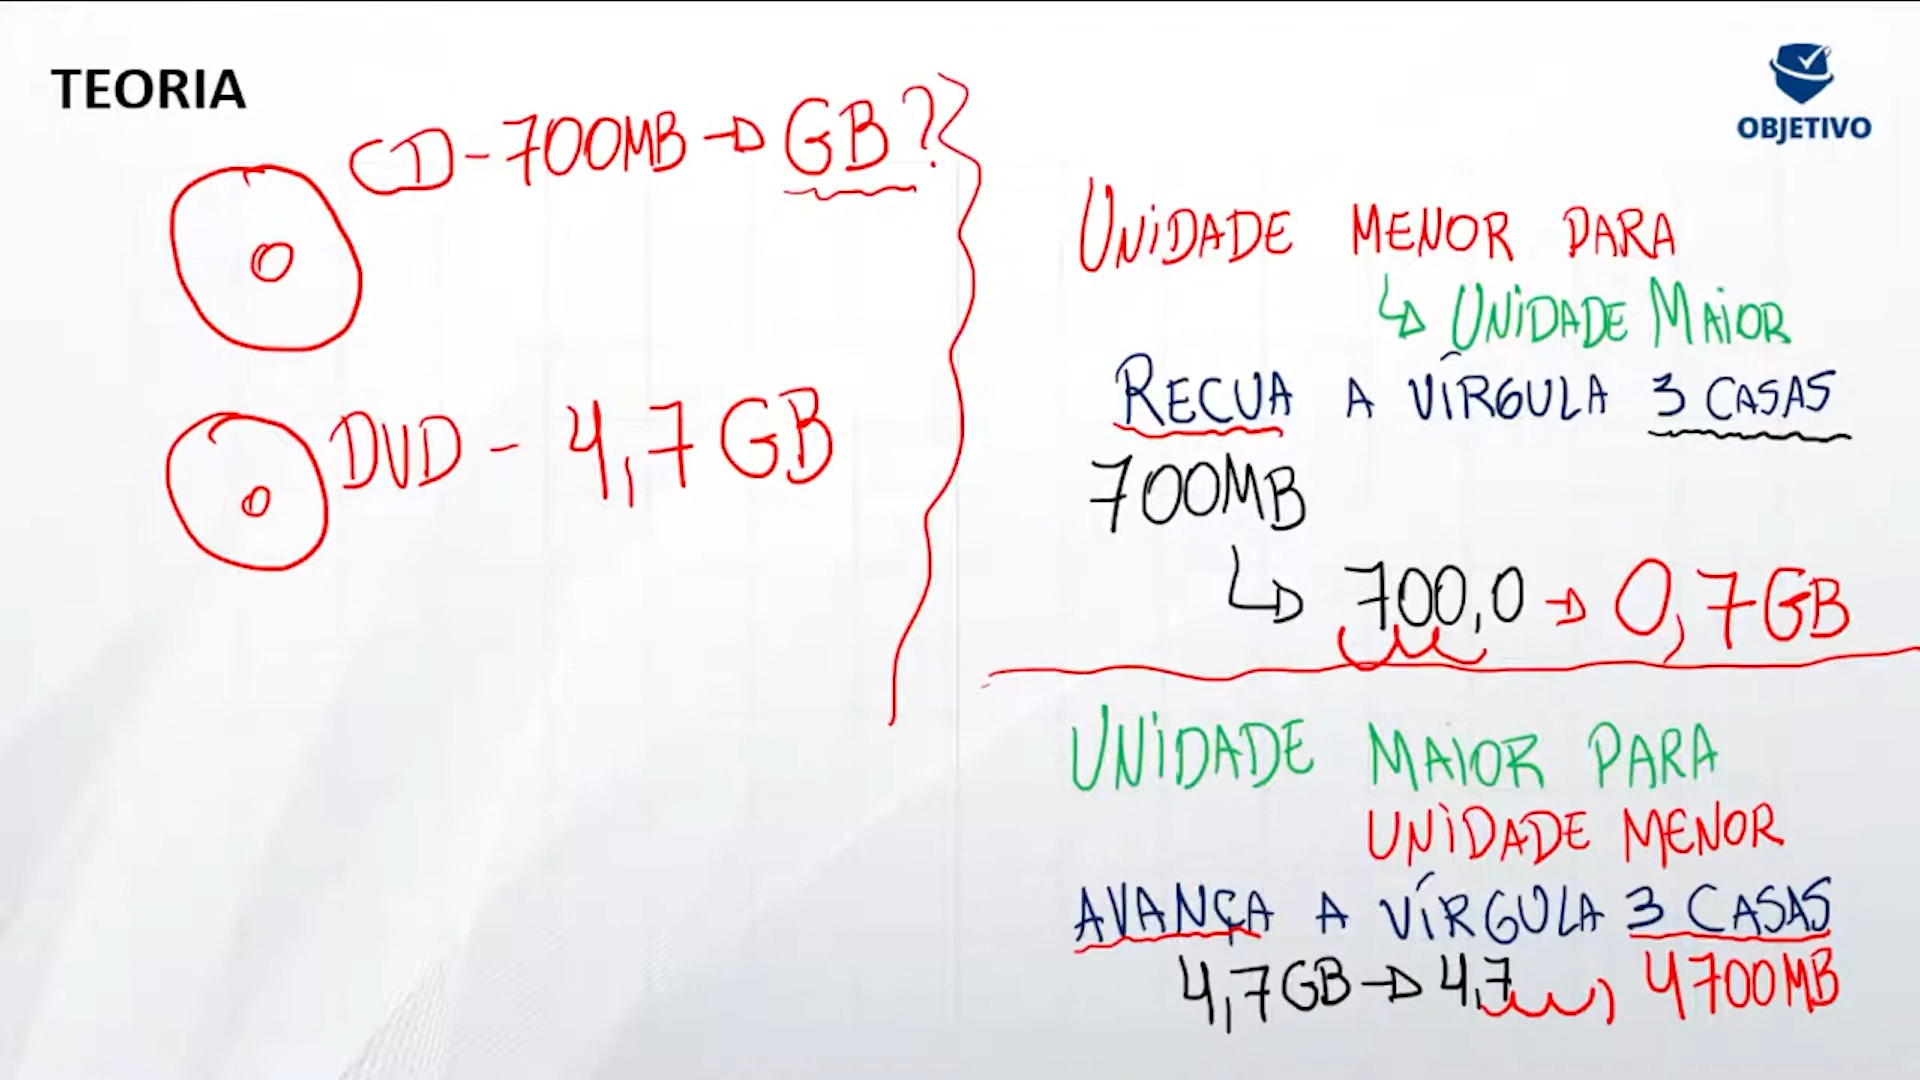 TEORIA
OBJETIVO
CD - 700MB → GB?
DVD - 4,7 GB
UNiDADE MENOR PARA
↳ UNiDADE MAiOR
RECUA A VÍRGULA 3 CASAS
700MB
↳ 700,0 → 0,7GB
UNiDADE MAiOR PARA
UNiDADE MENOR
AVANÇA A VÍRGULA 3 CASAS
4,7GB → 4,7 , 4700MB